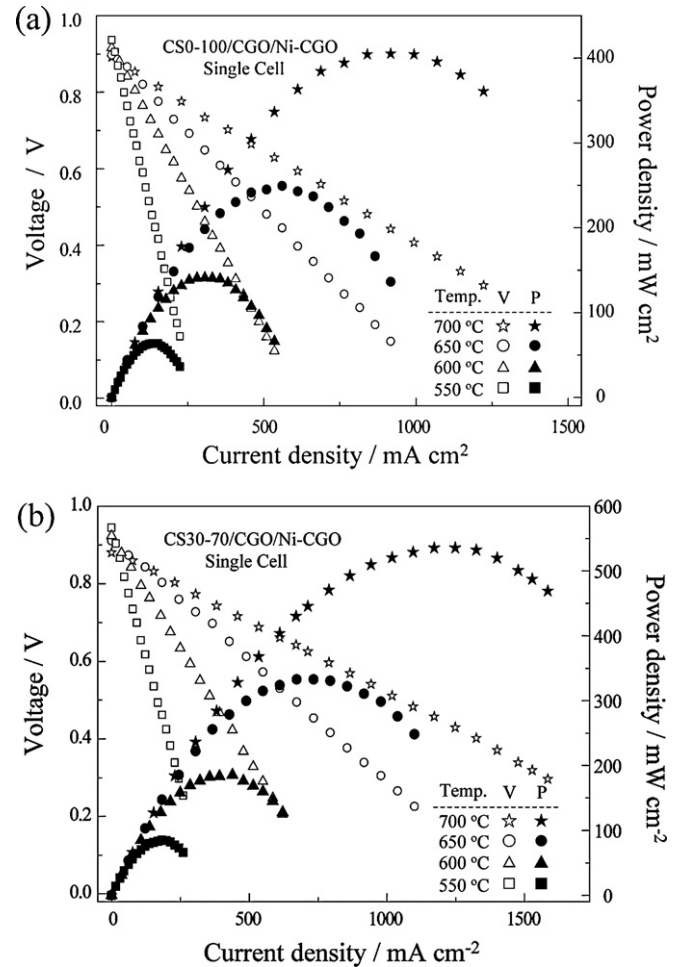 (a)
CS0-100/CGO/Ni-CGO
Single Cell
1.0
0.8
0.6
0.4
0.2
0.0
Voltage / V
400
300
200
100
0
Power density / mW cm²
Temp. V P
700 ºC
650 ºC
600 ºC
550 ºC
0 500 1000 1500
Current density / mA cm²
(b)
CS30-70/CGO/Ni-CGO
Single Cell
1.0
0.8
0.6
0.4
0.2
0.0
Voltage / V
600
500
400
300
200
100
0
Power density / mW cm⁻²
Temp. V P
700 ºC
650 ºC
600 ºC
550 ºC
0 500 1000 1500
Current density / mA cm⁻²